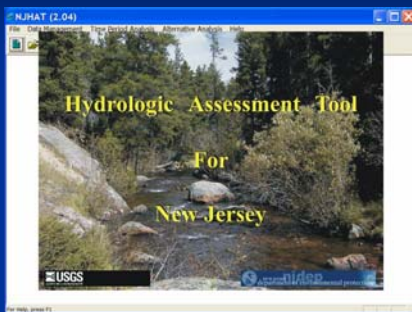 NJHAT (2.04)
File Data Management Time Period Analysis Alternative Analysis Help
Hydrologic Assessment Tool
For
New Jersey
USGS
njdep
For Help, press F1